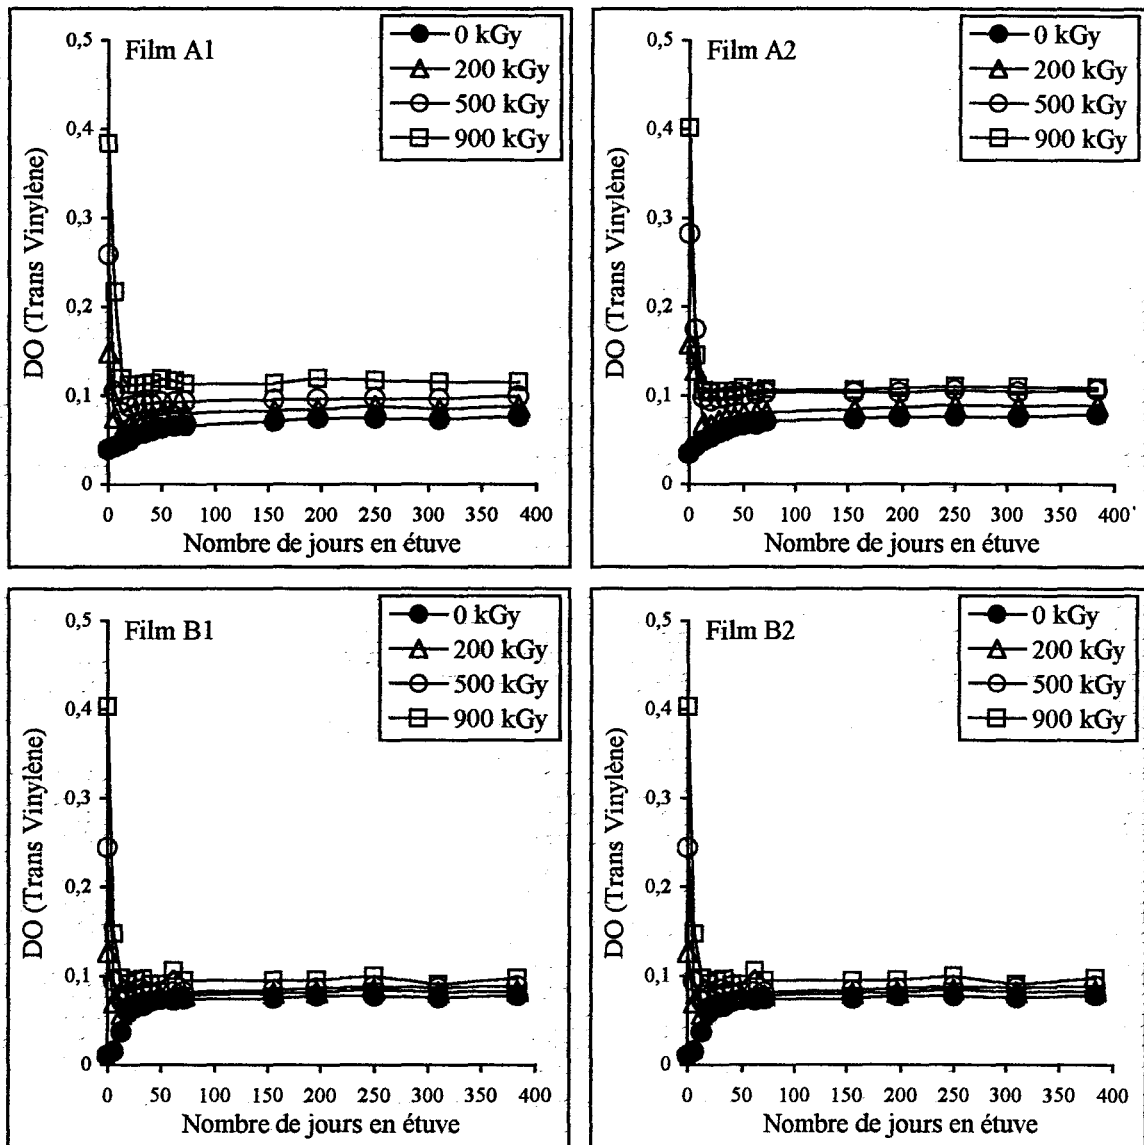 Film A1
0 kGy
200 kGy
500 kGy
900 kGy
DO (Trans Vinylène)
0,5
0,4
0,3
0,2
0,1
0
0 50 100 150 200 250 300 350 400
Nombre de jours en étuve
Film A2
0 kGy
200 kGy
500 kGy
900 kGy
DO (Trans Vinylène)
0,5
0,4
0,3
0,2
0,1
0
0 50 100 150 200 250 300 350 400
Nombre de jours en étuve
Film B1
0 kGy
200 kGy
500 kGy
900 kGy
DO (Trans Vinylène)
0,5
0,4
0,3
0,2
0,1
0
0 50 100 150 200 250 300 350 400
Nombre de jours en étuve
Film B2
0 kGy
200 kGy
500 kGy
900 kGy
DO (Trans Vinylène)
0,5
0,4
0,3
0,2
0,1
0
0 50 100 150 200 250 300 350 400
Nombre de jours en étuve